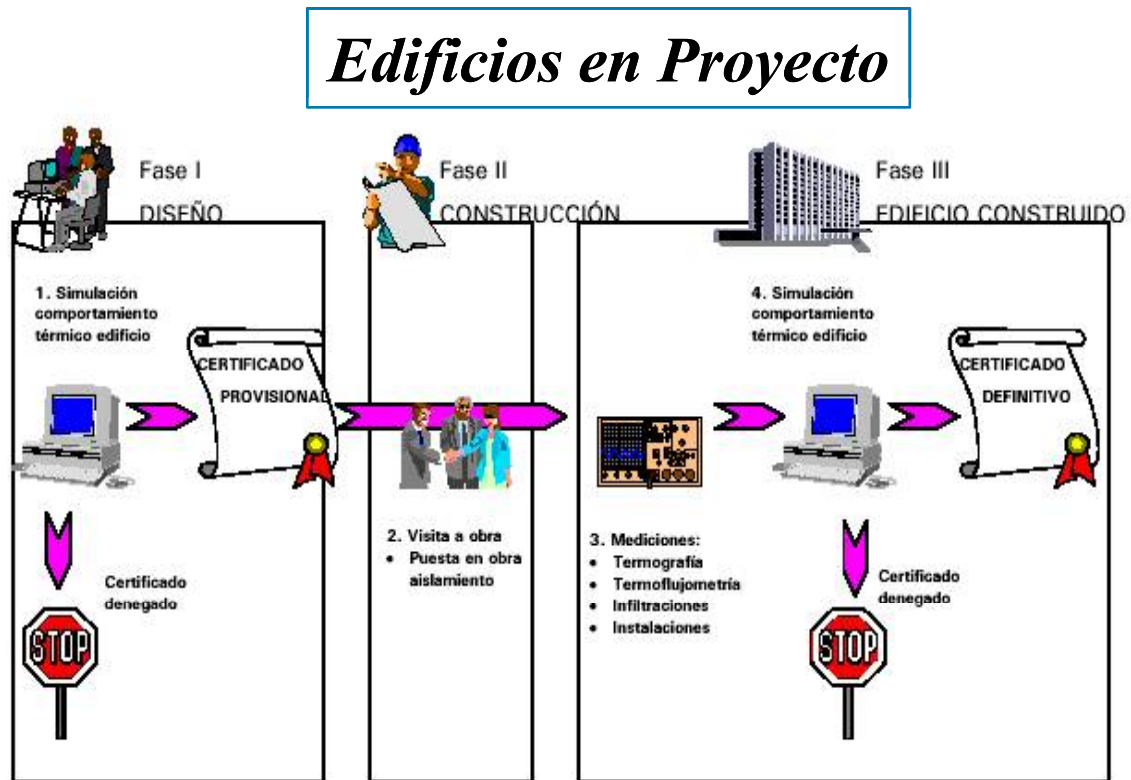 Edificios en Proyecto
Fase I
DISEÑO
1. Simulación
comportamiento
térmico edificio
CERTIFICADO
PROVISIONAL
Certificado
denegado
STOP
Fase II
CONSTRUCCIÓN
2. Visita a obra
• Puesta en obra
aislamiento
Fase III
EDIFICIO CONSTRUIDO
3. Mediciones:
• Termografía
• Termoflujometría
• Infiltraciones
• Instalaciones
4. Simulación
comportamiento
térmico edificio
CERTIFICADO
DEFINITIVO
Certificado
denegado
STOP